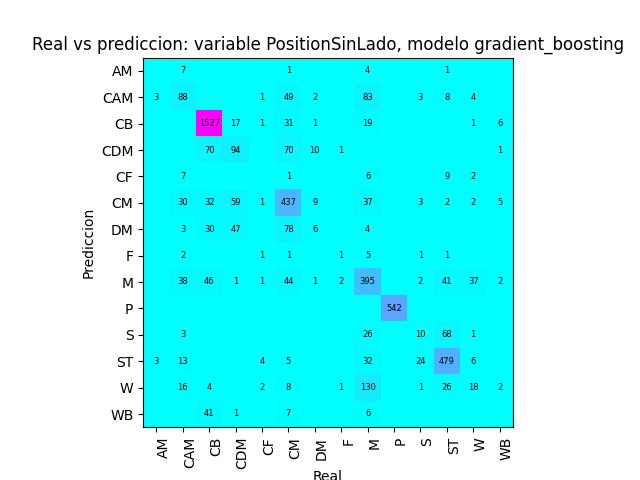 Real vs prediccion: variable PositionSinLado, modelo gradient_boosting
AM 7 1 4 1
CAM 3 88 1 49 2 83 3 8 4
CB 1527 17 1 31 1 19 1 6
CDM 70 94 70 10 1 1
CF 7 1 6 9 2
CM 30 32 59 1 437 9 37 3 2 2 5
DM 3 30 47 78 6 4
F 2 1 1 1 5 1 1
M 38 46 1 1 44 1 2 395 2 41 37 2
P 542
S 3 26 10 68 1
ST 3 13 4 5 32 24 479 6
W 16 4 2 8 1 130 1 26 18 2
WB 41 1 7 6
AM CAM CB CDM CF CM DM F M P S ST W WB
Real
Prediccion